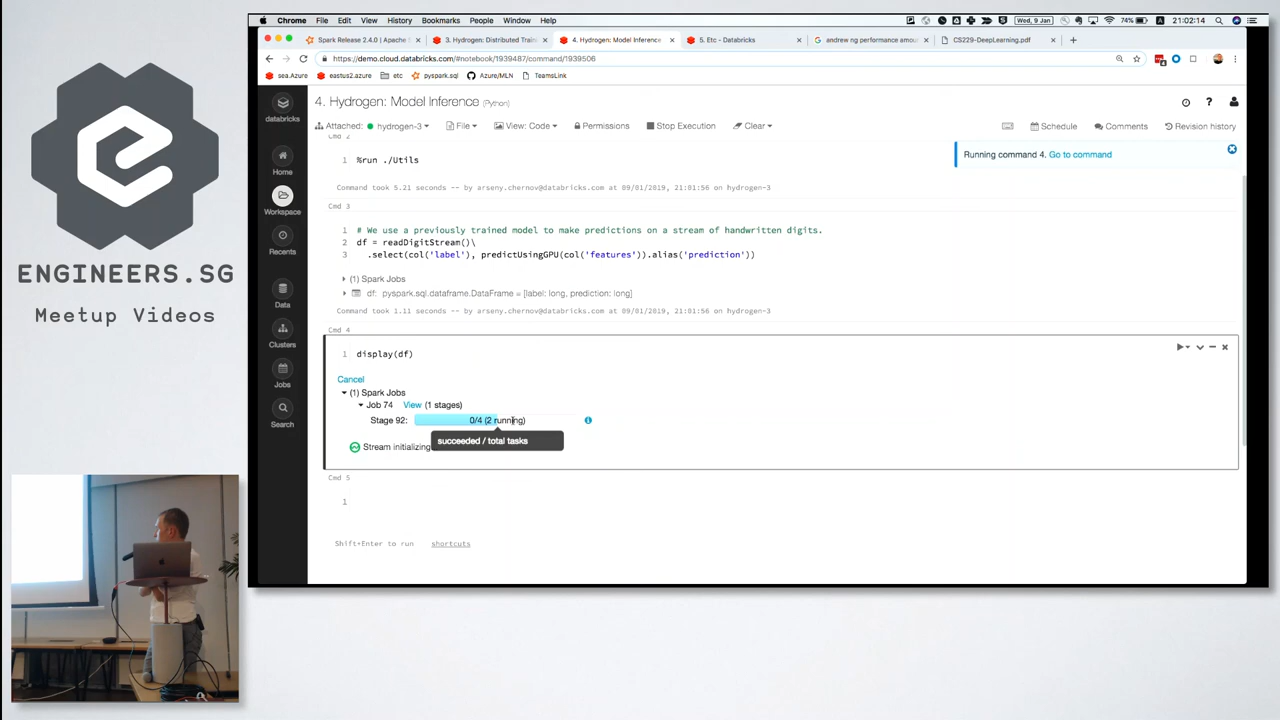 Chrome File Edit View History Bookmarks People Window Help
Wed, 9 Jan 74% A 21:02:14
Spark Release 2.4.0 | Apache S
3. Hydrogen: Distributed Traini
4. Hydrogen: Model Inference
5. Etc - Databricks
andrew ng performance amou
CS229-DeepLearning.pdf
https://demo.cloud.databricks.com/#notebook/1939487/command/1939506
sea.Azure eastus2.azure etc pyspark.sql Azure/MLN TeamsLink
databricks
Home
Workspace
Recents
Data
Clusters
Jobs
Search
4. Hydrogen: Model Inference (Python)
Attached: hydrogen-3 File View: Code Permissions Stop Execution Clear Schedule Comments Revision history
Running command 4. Go to command
Cmd 2
1 %run ./Utils
Command took 5.21 seconds -- by arseny.chernov@databricks.com at 09/01/2019, 21:01:56 on hydrogen-3
Cmd 3
1 # We use a previously trained model to make predictions on a stream of handwritten digits.
2 df = readDigitStream()\
3 .select(col('label'), predictUsingGPU(col('features')).alias('prediction'))
(1) Spark Jobs
df: pyspark.sql.dataframe.DataFrame = [label: long, prediction: long]
Command took 1.11 seconds -- by arseny.chernov@databricks.com at 09/01/2019, 21:01:56 on hydrogen-3
Cmd 4
1 display(df)
Cancel
(1) Spark Jobs
Job 74 View (1 stages)
Stage 92: 0/4 (2 running)
succeeded / total tasks
Stream initializing
Cmd 5
1
Shift+Enter to run shortcuts
ENGINEERS.SG
Meetup Videos